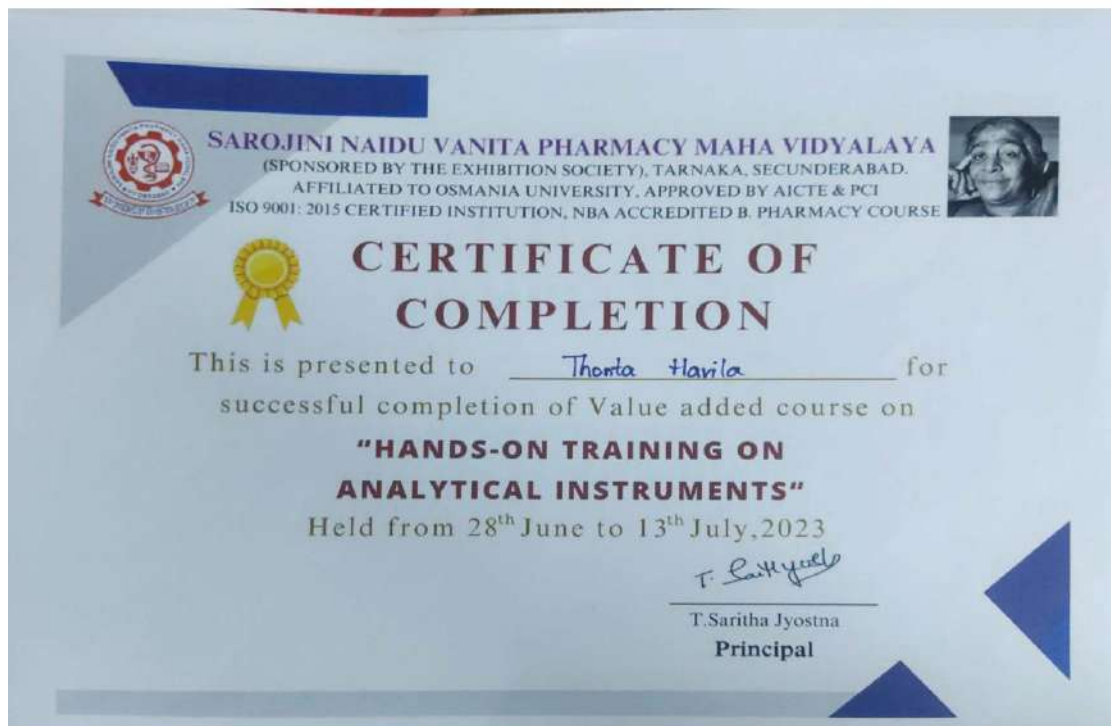 SAROJINI NAIDU VANITA PHARMACY MAHA VIDYALAYA
(SPONSORED BY THE EXHIBITION SOCIETY), TARNAKA, SECUNDERABAD.
AFFILIATED TO OSMANIA UNIVERSITY, APPROVED BY AICTE & PCI
ISO 9001: 2015 CERTIFIED INSTITUTION, NBA ACCREDITED B. PHARMACY COURSE
CERTIFICATE OF
COMPLETION
This is presented to Thonta Havila for
successful completion of Value added course on
"HANDS-ON TRAINING ON
ANALYTICAL INSTRUMENTS"
Held from 28th June to 13th July,2023
T.Saritha Jyostna
Principal